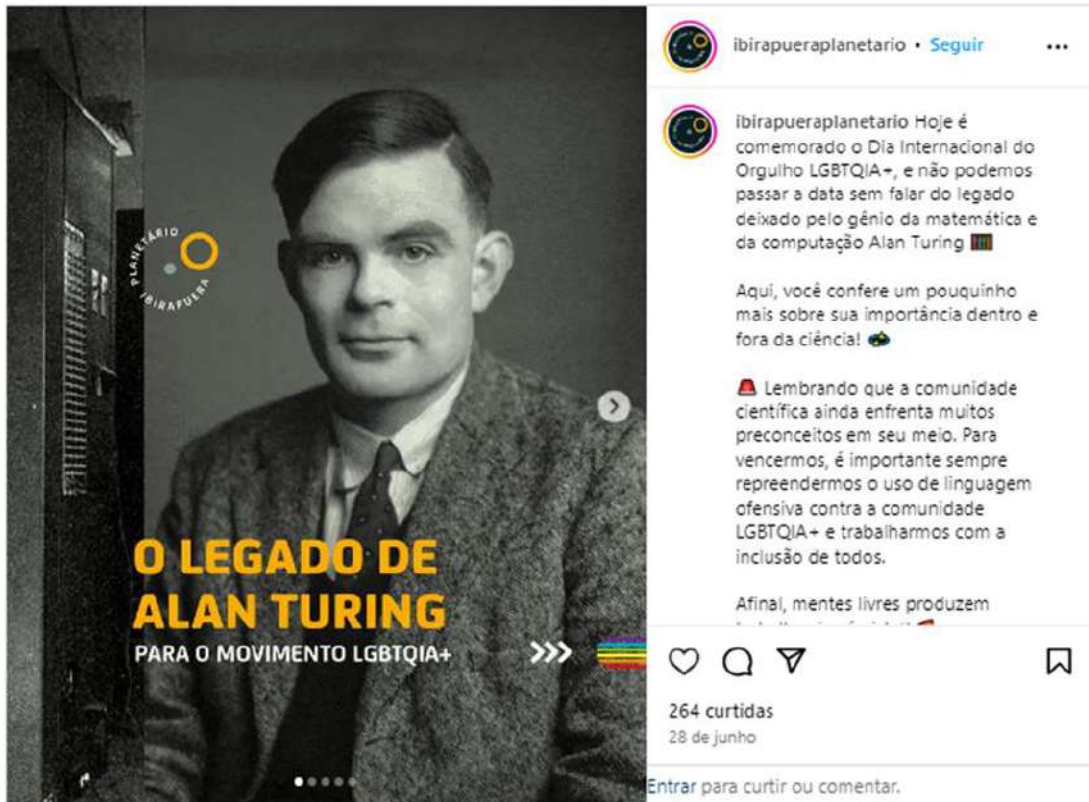 PLANETÁRIO
IBIRAPUERA
O LEGADO DE
ALAN TURING
PARA O MOVIMENTO LGBTQIA+
ibirapueraplanetario • Seguir
ibirapueraplanetario Hoje é
comemorado o Dia Internacional do
Orgulho LGBTQIA+, e não podemos
passar a data sem falar do legado
deixado pelo gênio da matemática e
da computação Alan Turing
Aqui, você confere um pouquinho
mais sobre sua importância dentro e
fora da ciência!
Lembrando que a comunidade
científica ainda enfrenta muitos
preconceitos em seu meio. Para
vencermos, é importante sempre
repreendermos o uso de linguagem
ofensiva contra a comunidade
LGBTQIA+ e trabalharmos com a
inclusão de todos.
Afinal, mentes livres produzem
264 curtidas
28 de junho
Entrar para curtir ou comentar.